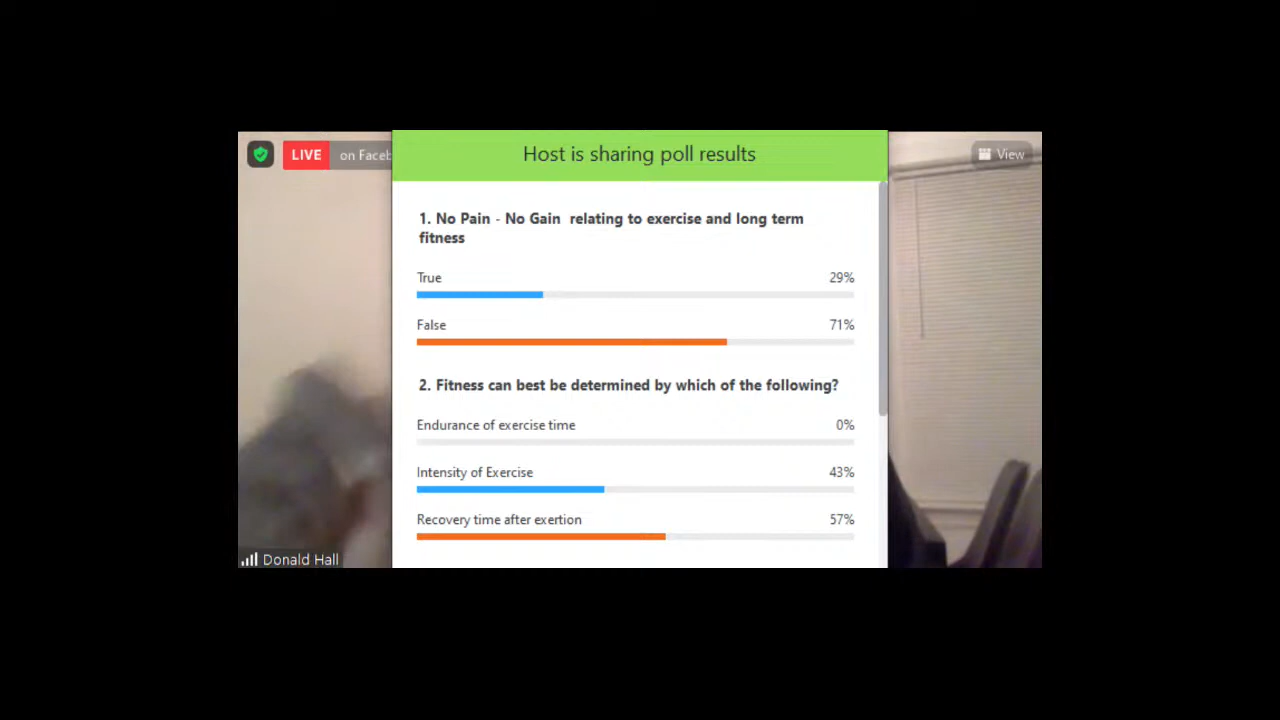 Host is sharing poll results
LIVE on Faceb
View
1. No Pain - No Gain relating to exercise and long term
fitness
True 29%
False 71%
2. Fitness can best be determined by which of the following?
Endurance of exercise time 0%
Intensity of Exercise 43%
Recovery time after exertion 57%
Donald Hall